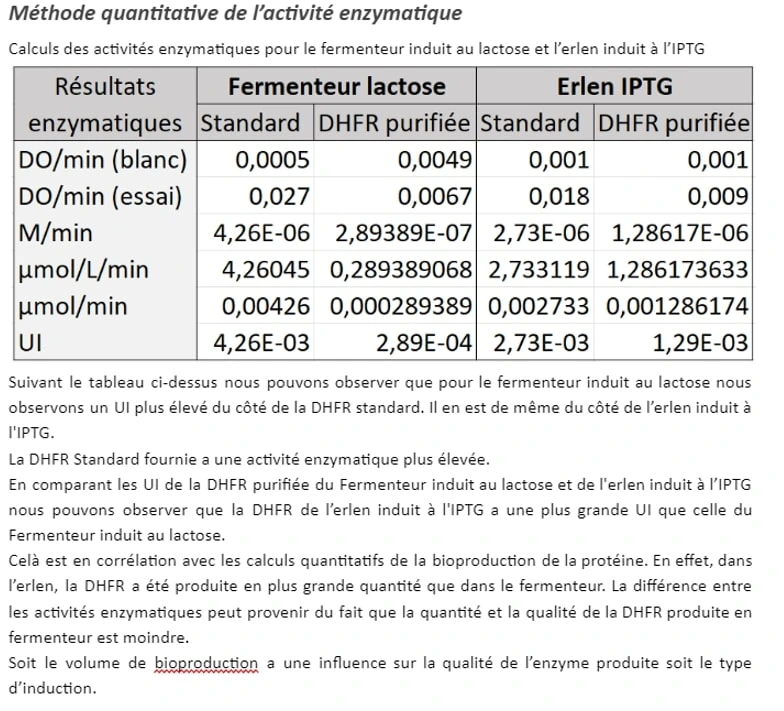 Méthode quantitative de l’activité enzymatique
Calculs des activités enzymatiques pour le fermenteur induit au lactose et l’erlen induit à l’IPTG
Résultats enzymatiques Fermenteur lactose Erlen IPTG
Standard DHFR purifiée Standard DHFR purifiée
DO/min (blanc) 0,0005 0,0049 0,001 0,001
DO/min (essai) 0,027 0,0067 0,018 0,009
M/min 4,26E-06 2,89389E-07 2,73E-06 1,28617E-06
µmol/L/min 4,26045 0,289389068 2,733119 1,286173633
µmol/min 0,00426 0,000289389 0,002733 0,001286174
UI 4,26E-03 2,89E-04 2,73E-03 1,29E-03
Suivant le tableau ci-dessus nous pouvons observer que pour le fermenteur induit au lactose nous
observons un UI plus élevé du côté de la DHFR standard. Il en est de même du côté de l’erlen induit à
l'IPTG.
La DHFR Standard fournie a une activité enzymatique plus élevée.
En comparant les UI de la DHFR purifiée du Fermenteur induit au lactose et de l'erlen induit à l’IPTG
nous pouvons observer que la DHFR de l’erlen induit à l'IPTG a une plus grande UI que celle du
Fermenteur induit au lactose.
Celà est en corrélation avec les calculs quantitatifs de la bioproduction de la protéine. En effet, dans
l’erlen, la DHFR a été produite en plus grande quantité que dans le fermenteur. La différence entre
les activités enzymatiques peut provenir du fait que la quantité et la qualité de la DHFR produite en
fermenteur est moindre.
Soit le volume de bioproduction a une influence sur la qualité de l’enzyme produite soit le type
d’induction.